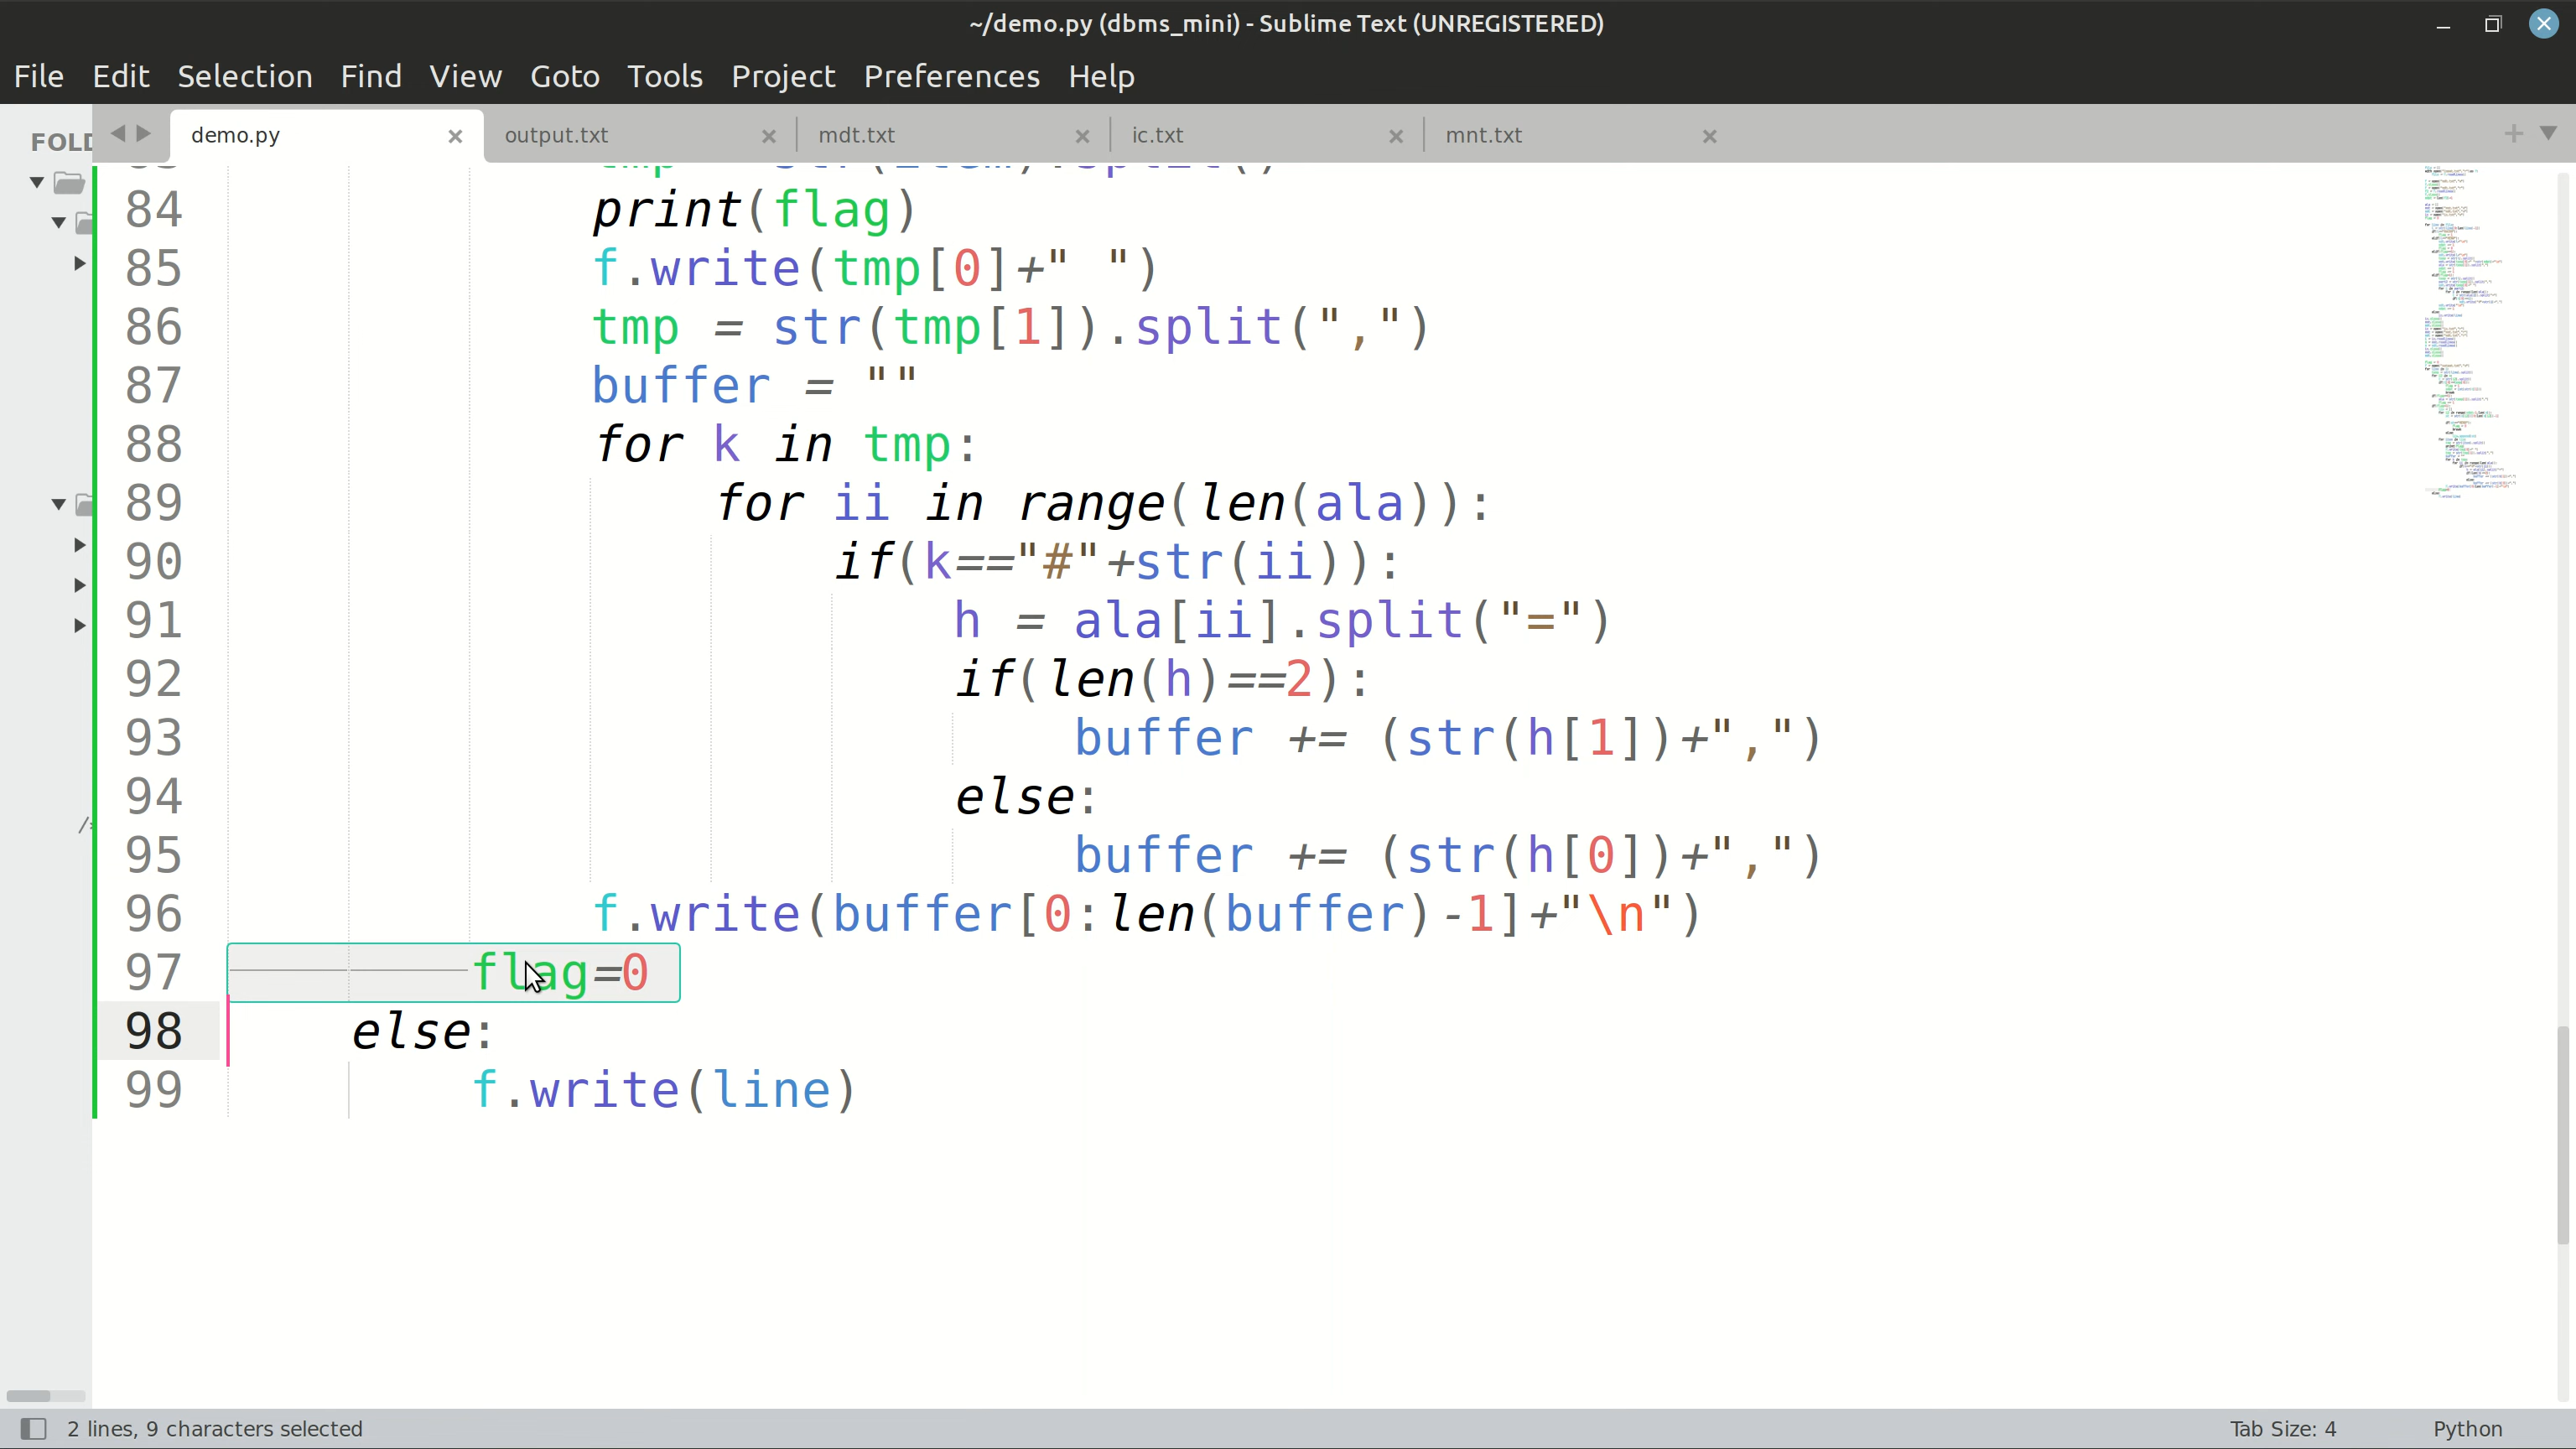 ~/demo.py (dbms_mini) - Sublime Text (UNREGISTERED)
File Edit Selection Find View Goto Tools Project Preferences Help
FOLD
demo.py output.txt mdt.txt ic.txt mnt.txt
84 print(flag)
85 f.write(tmp[0]+" ")
86 tmp = str(tmp[1]).split(",")
87 buffer = ""
88 for k in tmp:
89 for ii in range(len(ala)):
90 if(k=="#"+str(ii)):
91 h = ala[ii].split("=")
92 if(len(h)==2):
93 buffer += (str(h[1])+",")
94 else:
95 buffer += (str(h[0])+",")
96 f.write(buffer[0:len(buffer)-1]+"\n")
97 flag=0
98 else:
99 f.write(line)
2 lines, 9 characters selected
Tab Size: 4 Python